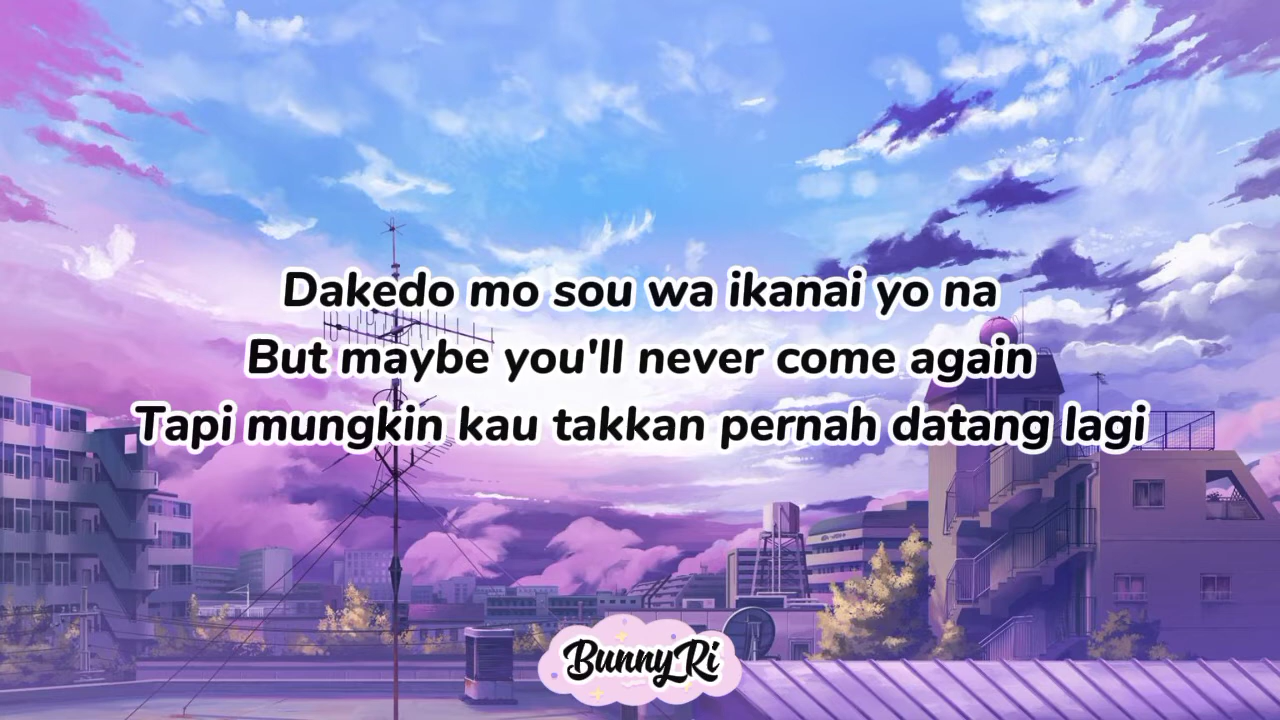 Dakedo mo sou wa ikanai yo na
But maybe you'll never come again
Tapi mungkin kau takkan pernah datang lagi
BunnyRi